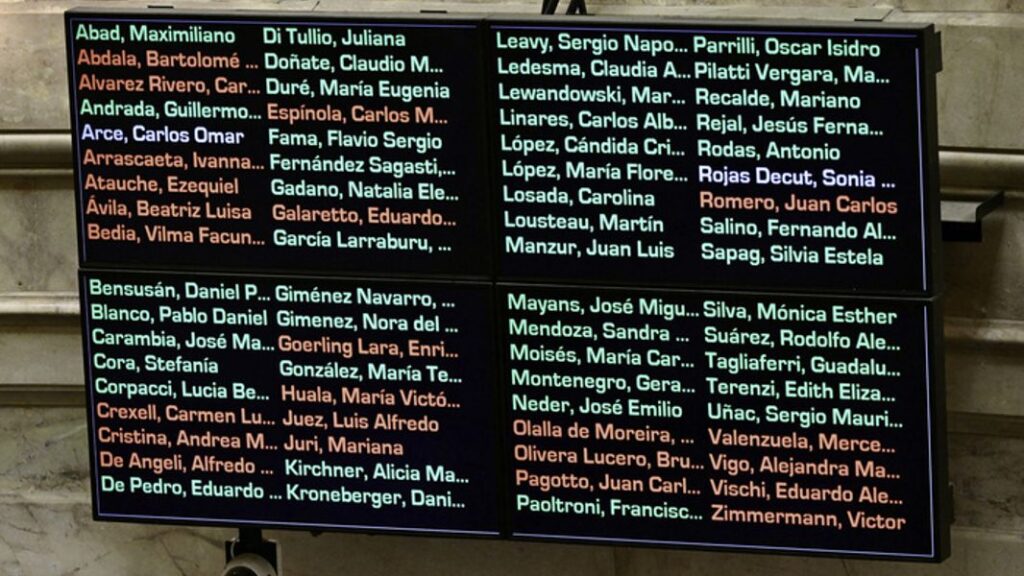 Abad, Maximiliano
Abdala, Bartolomé ...
Alvarez Rivero, Car...
Andrada, Guillermo...
Arce, Carlos Omar
Arrascaeta, Ivanna...
Atauche, Ezequiel
Ávila, Beatriz Luisa
Bedia, Vilma Facun...
Di Tullio, Juliana
Doñate, Claudio M...
Duré, María Eugenia
Espínola, Carlos M...
Fama, Flavio Sergio
Fernández Sagasti,...
Gadano, Natalia Ele...
Galaretto, Eduardo...
García Larraburu, ...
Leavy, Sergio Napo...
Ledesma, Claudia A...
Lewandowski, Mar...
Linares, Carlos Alb...
López, Cándida Cri...
López, María Flore...
Losada, Carolina
Lousteau, Martín
Manzur, Juan Luis
Parrilli, Oscar Isidro
Pilatti Vergara, Ma...
Recalde, Mariano
Rejal, Jesús Ferna...
Rodas, Antonio
Rojas Decut, Sonia ...
Romero, Juan Carlos
Salino, Fernando Al...
Sapag, Silvia Estela
Bensusán, Daniel P...
Blanco, Pablo Daniel
Carambia, José Ma...
Cora, Stefanía
Corpacci, Lucia Be...
Crexell, Carmen Lu...
Cristina, Andrea M...
De Angeli, Alfredo ...
De Pedro, Eduardo ...
Giménez Navarro, ...
Gimenez, Nora del ...
Goerling Lara, Enri...
González, María Te...
Huala, María Victó...
Juez, Luis Alfredo
Juri, Mariana
Kirchner, Alicia Ma...
Kroneberger, Dani...
Mayans, José Migu...
Mendoza, Sandra ...
Moisés, María Car...
Montenegro, Gera...
Neder, José Emilio
Olalla de Moreira, ...
Olivera Lucero, Bru...
Pagotto, Juan Carl...
Paoltroni, Francisc...
Silva, Mónica Esther
Suárez, Rodolfo Ale...
Tagliaferri, Guadalu...
Terenzi, Edith Eliza...
Uñac, Sergio Mauri...
Valenzuela, Merce...
Vigo, Alejandra Ma...
Vischi, Eduardo Ale...
Zimmermann, Victor